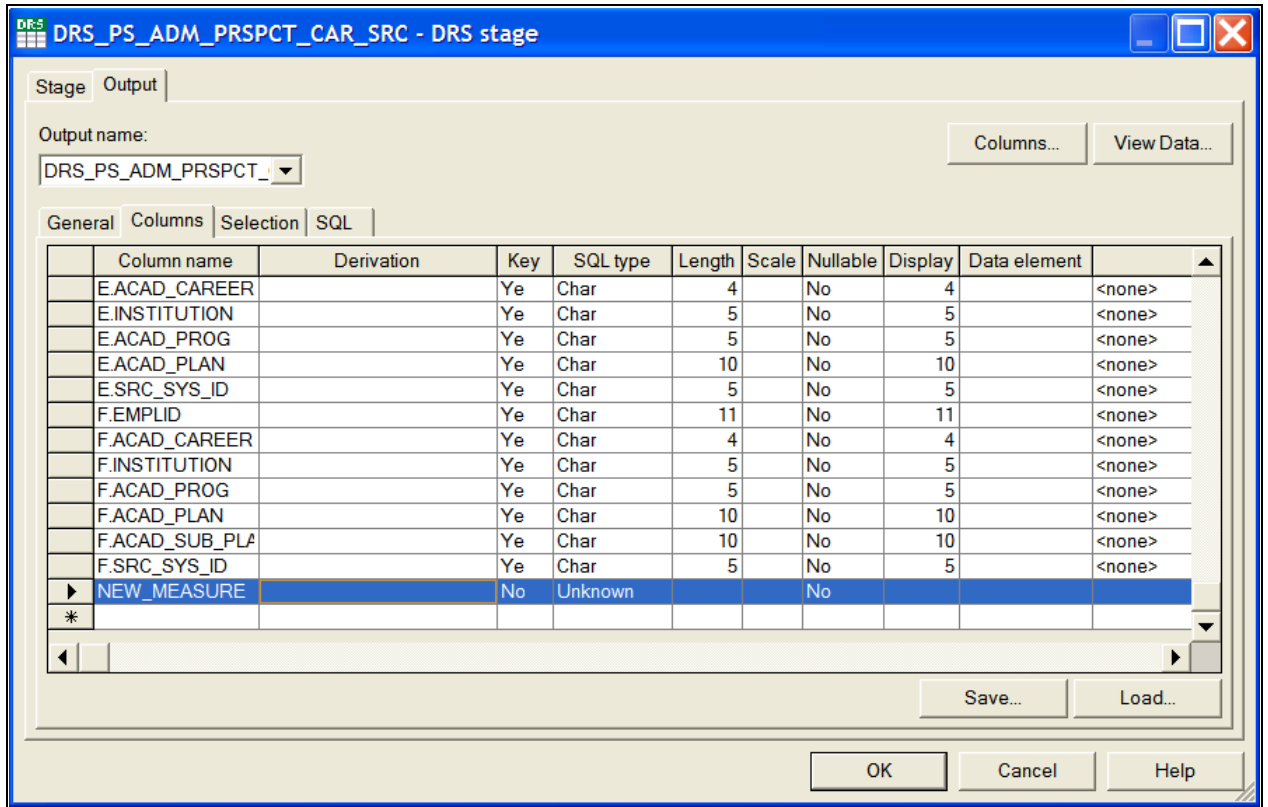 DRS DRS_PS_ADM_PRSPCT_CAR_SRC - DRS stage
Stage Output
Output name:
Columns... View Data...
DRS_PS_ADM_PRSPCT_
General Columns Selection SQL
Column name Derivation Key SQL type Length Scale Nullable Display Data element
E.ACAD_CAREER Ye Char 4 No 4 <none>
E.INSTITUTION Ye Char 5 No 5 <none>
E.ACAD_PROG Ye Char 5 No 5 <none>
E.ACAD_PLAN Ye Char 10 No 10 <none>
E.SRC_SYS_ID Ye Char 5 No 5 <none>
F.EMPLID Ye Char 11 No 11 <none>
F.ACAD_CAREER Ye Char 4 No 4 <none>
F.INSTITUTION Ye Char 5 No 5 <none>
F.ACAD_PROG Ye Char 5 No 5 <none>
F.ACAD_PLAN Ye Char 10 No 10 <none>
F.ACAD_SUB_PLA Ye Char 10 No 10 <none>
F.SRC_SYS_ID Ye Char 5 No 5 <none>
NEW_MEASURE No Unknown No
Save... Load...
OK Cancel Help